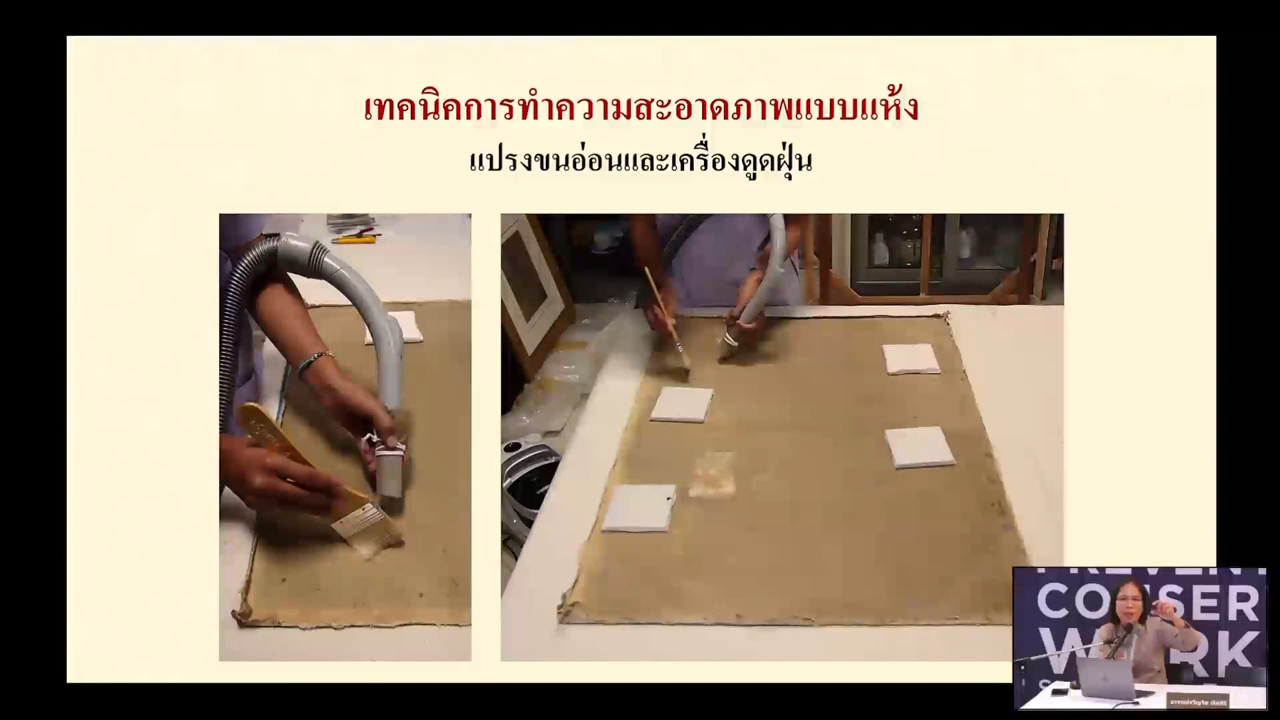 เทคนิคการทำความสะอาดภาพแบบแห้ง
แปรงขนอ่อนและเครื่องดูดฝุ่น
PREVENT
CONSER
WORK